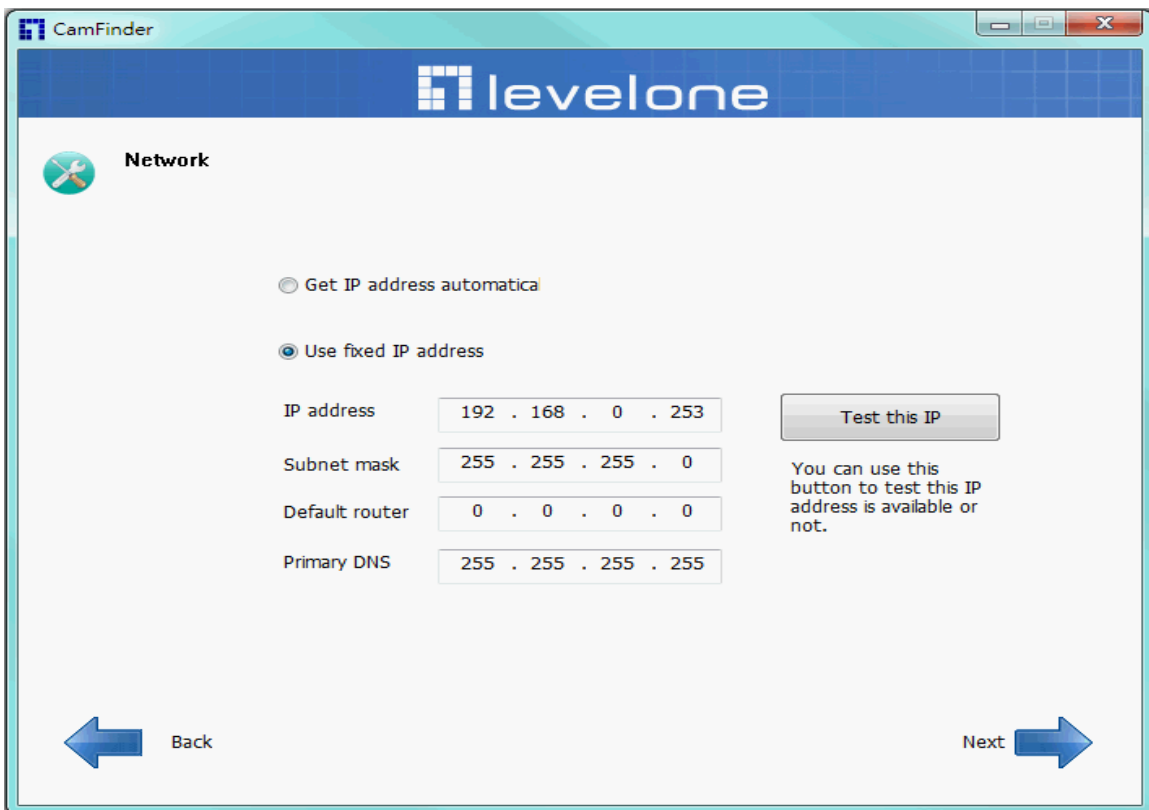 CamFinder
levelone
Network
Get IP address automatical
Use fixed IP address
IP address
192 . 168 . 0 . 253
Test this IP
Subnet mask
255 . 255 . 255 . 0
You can use this
button to test this IP
address is available or
not.
Default router
0 . 0 . 0 . 0
Primary DNS
255 . 255 . 255 . 255
Back
Next